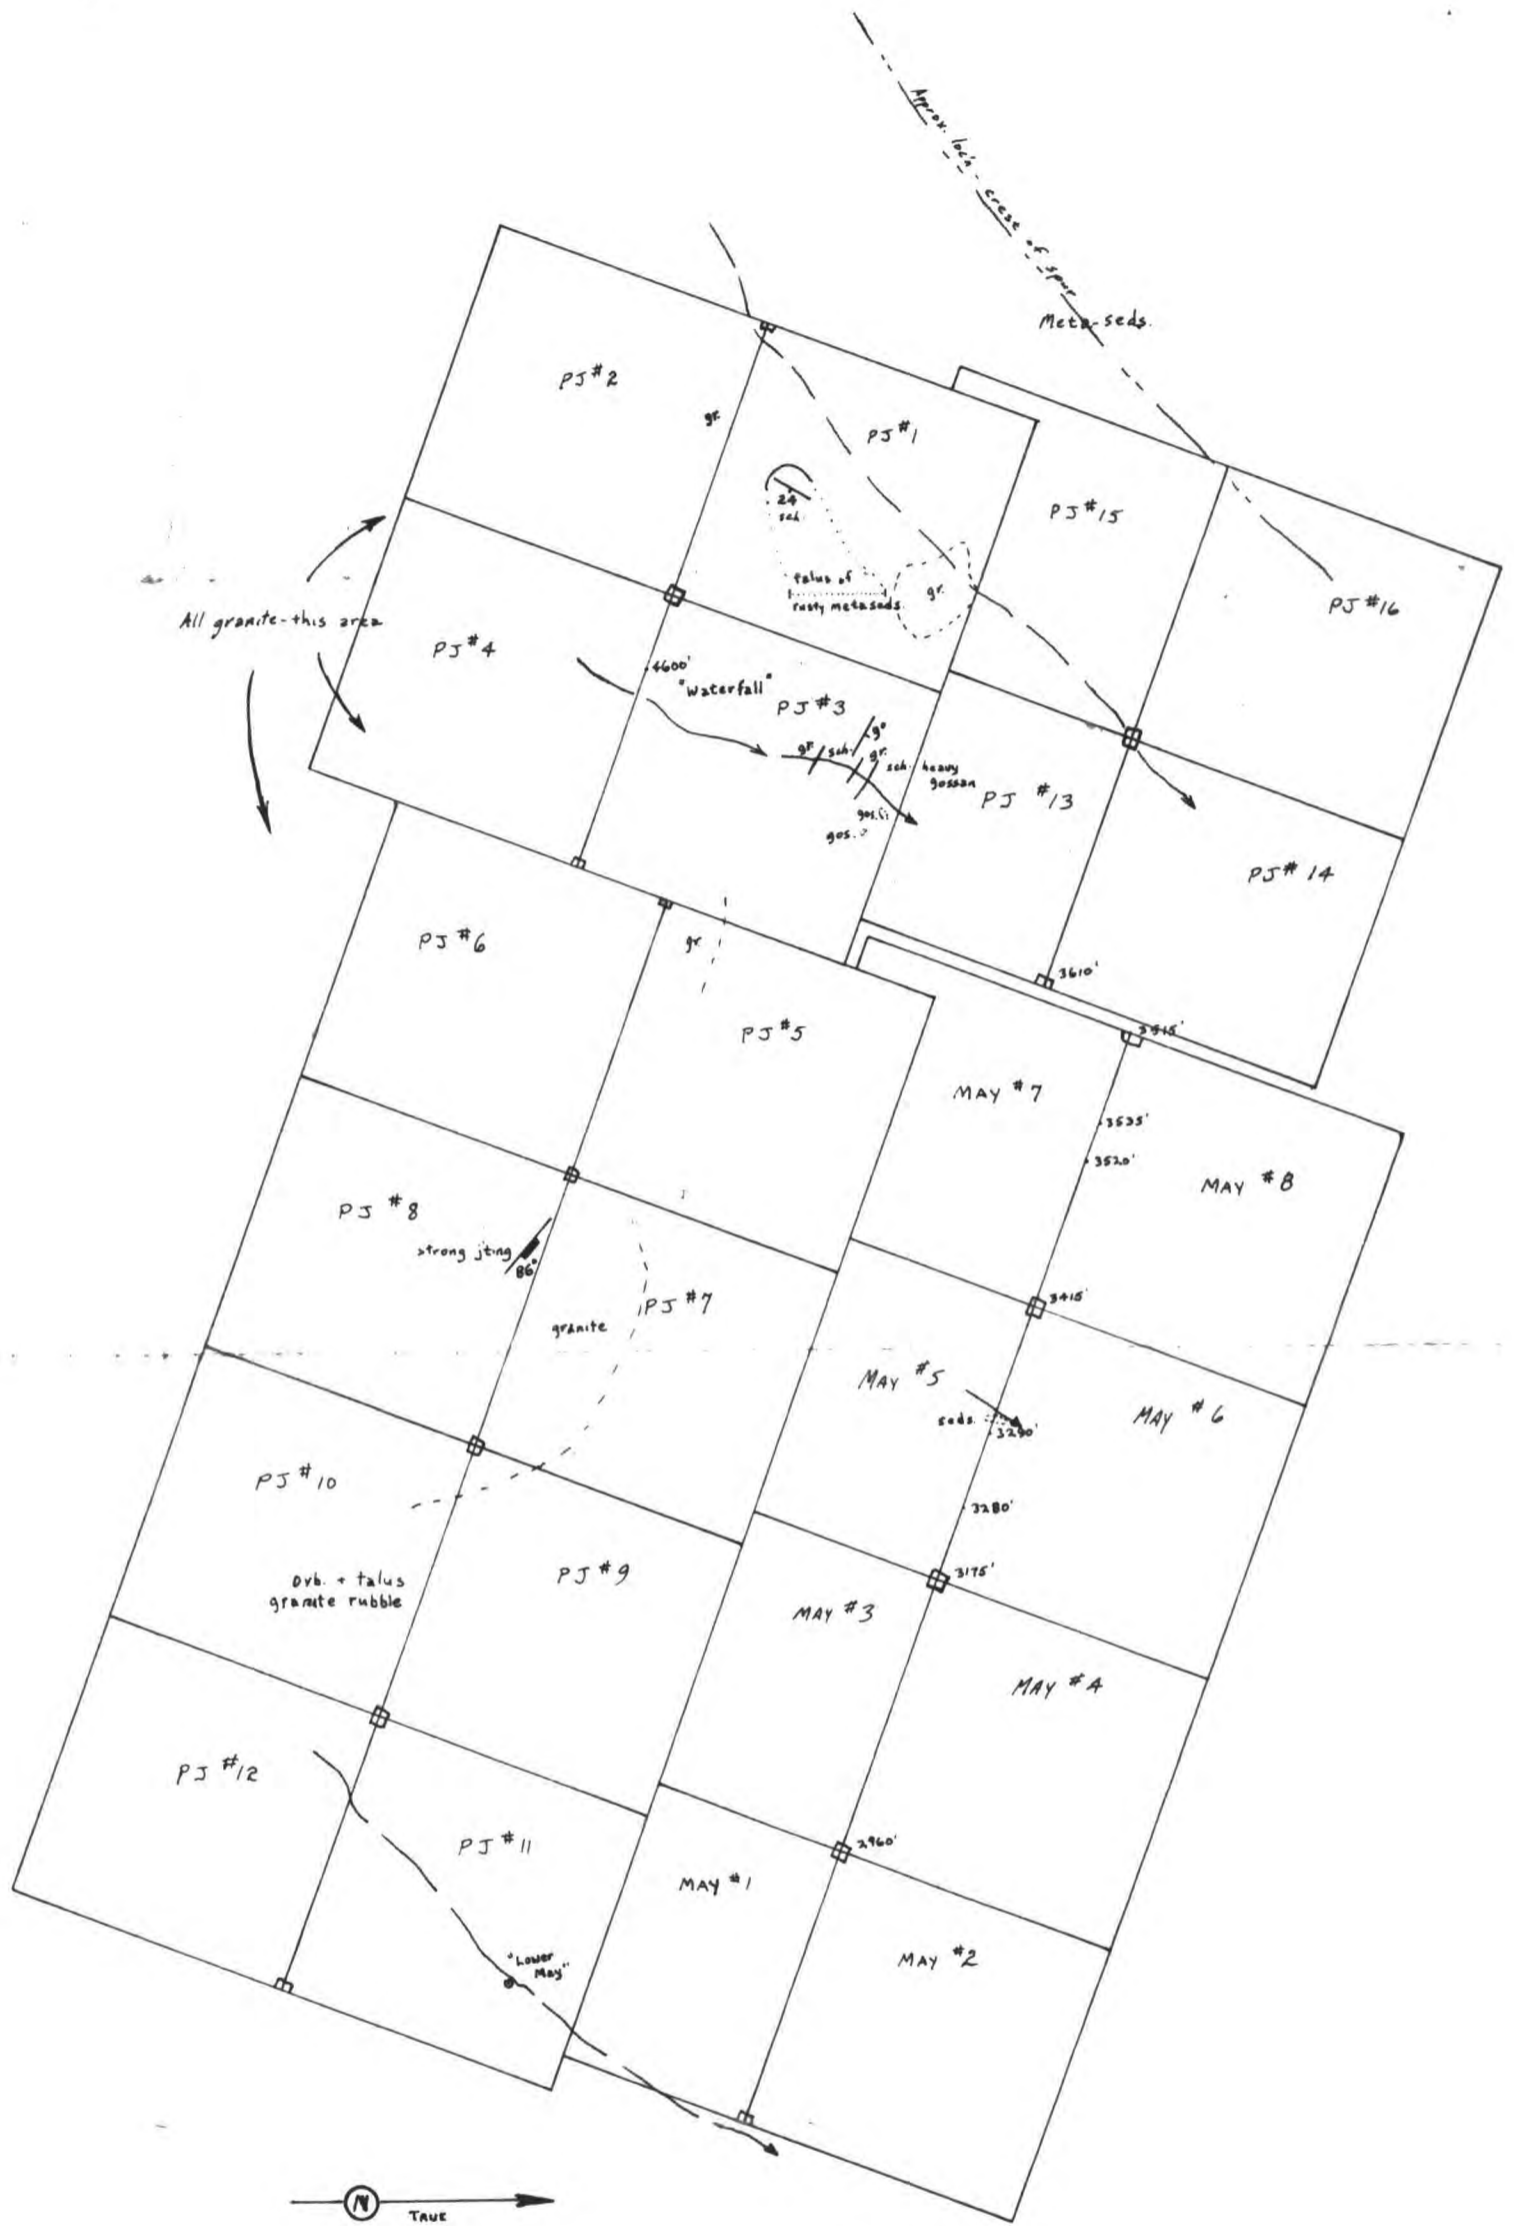 Approx. loc'n - crest of spur
Meta-seds.
PJ #2
gr.
PJ #1
PJ #15
24°
sch.
talus of
rusty metaseds.
gr.
PJ #16
All granite - this area
PJ #4
4600'
"Waterfall"
PJ #3
9°
gr.
sch.
gr.
sch. heavy
gossan
PJ #13
gos.
gos.
PJ #14
PJ #6
gr.
3610'
PJ #5
3515'
MAY #7
3535'
3520'
MAY #8
PJ #8
strong jting
86°
PJ #7
granite
3415'
MAY #5
seds.
3290'
MAY #6
PJ #10
3280'
PJ #9
3175'
Ovb. + talus
granite rubble
MAY #3
MAY #4
PJ #12
PJ #11
2960'
MAY #1
"Lower
May"
MAY #2
N
TRUE